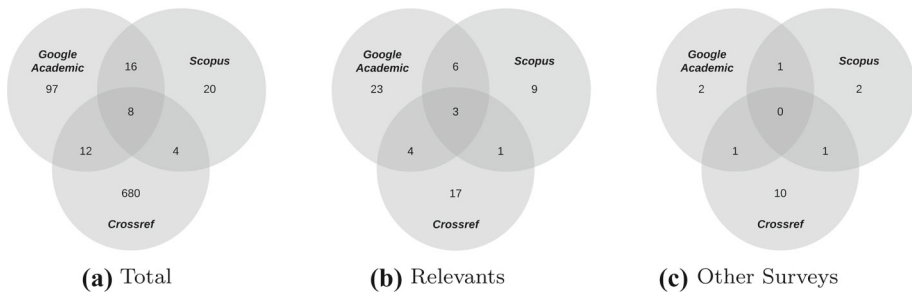 Google
Academic
97
16
Scopus
20
8
12
4
680
Crossref
(a) Total
Google
Academic
23
6
Scopus
9
3
4
1
17
Crossref
(b) Relevants
Google
Academic
2
1
Scopus
2
0
1
1
10
Crossref
(c) Other Surveys